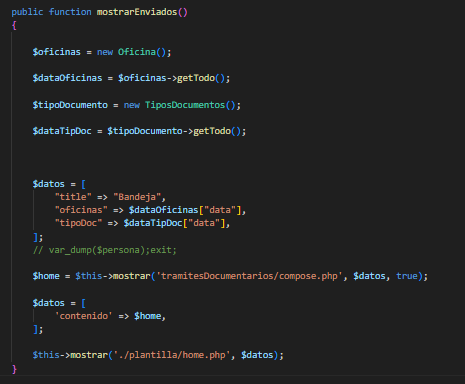 public function mostrarEnviados()
{
$oficinas = new Oficina();
$dataOficinas = $oficinas->getTodo();
$tipoDocumento = new TiposDocumentos();
$dataTipDoc = $tipoDocumento->getTodo();
$datos = [
"title" => "Bandeja",
"oficinas" => $dataOficinas["data"],
"tipoDoc" => $dataTipDoc["data"],
];
// var_dump($persona);exit;
$home = $this->mostrar('tramitesDocumentarios/compose.php', $datos, true);
$datos = [
'contenido' => $home,
];
$this->mostrar('./plantilla/home.php', $datos);
}